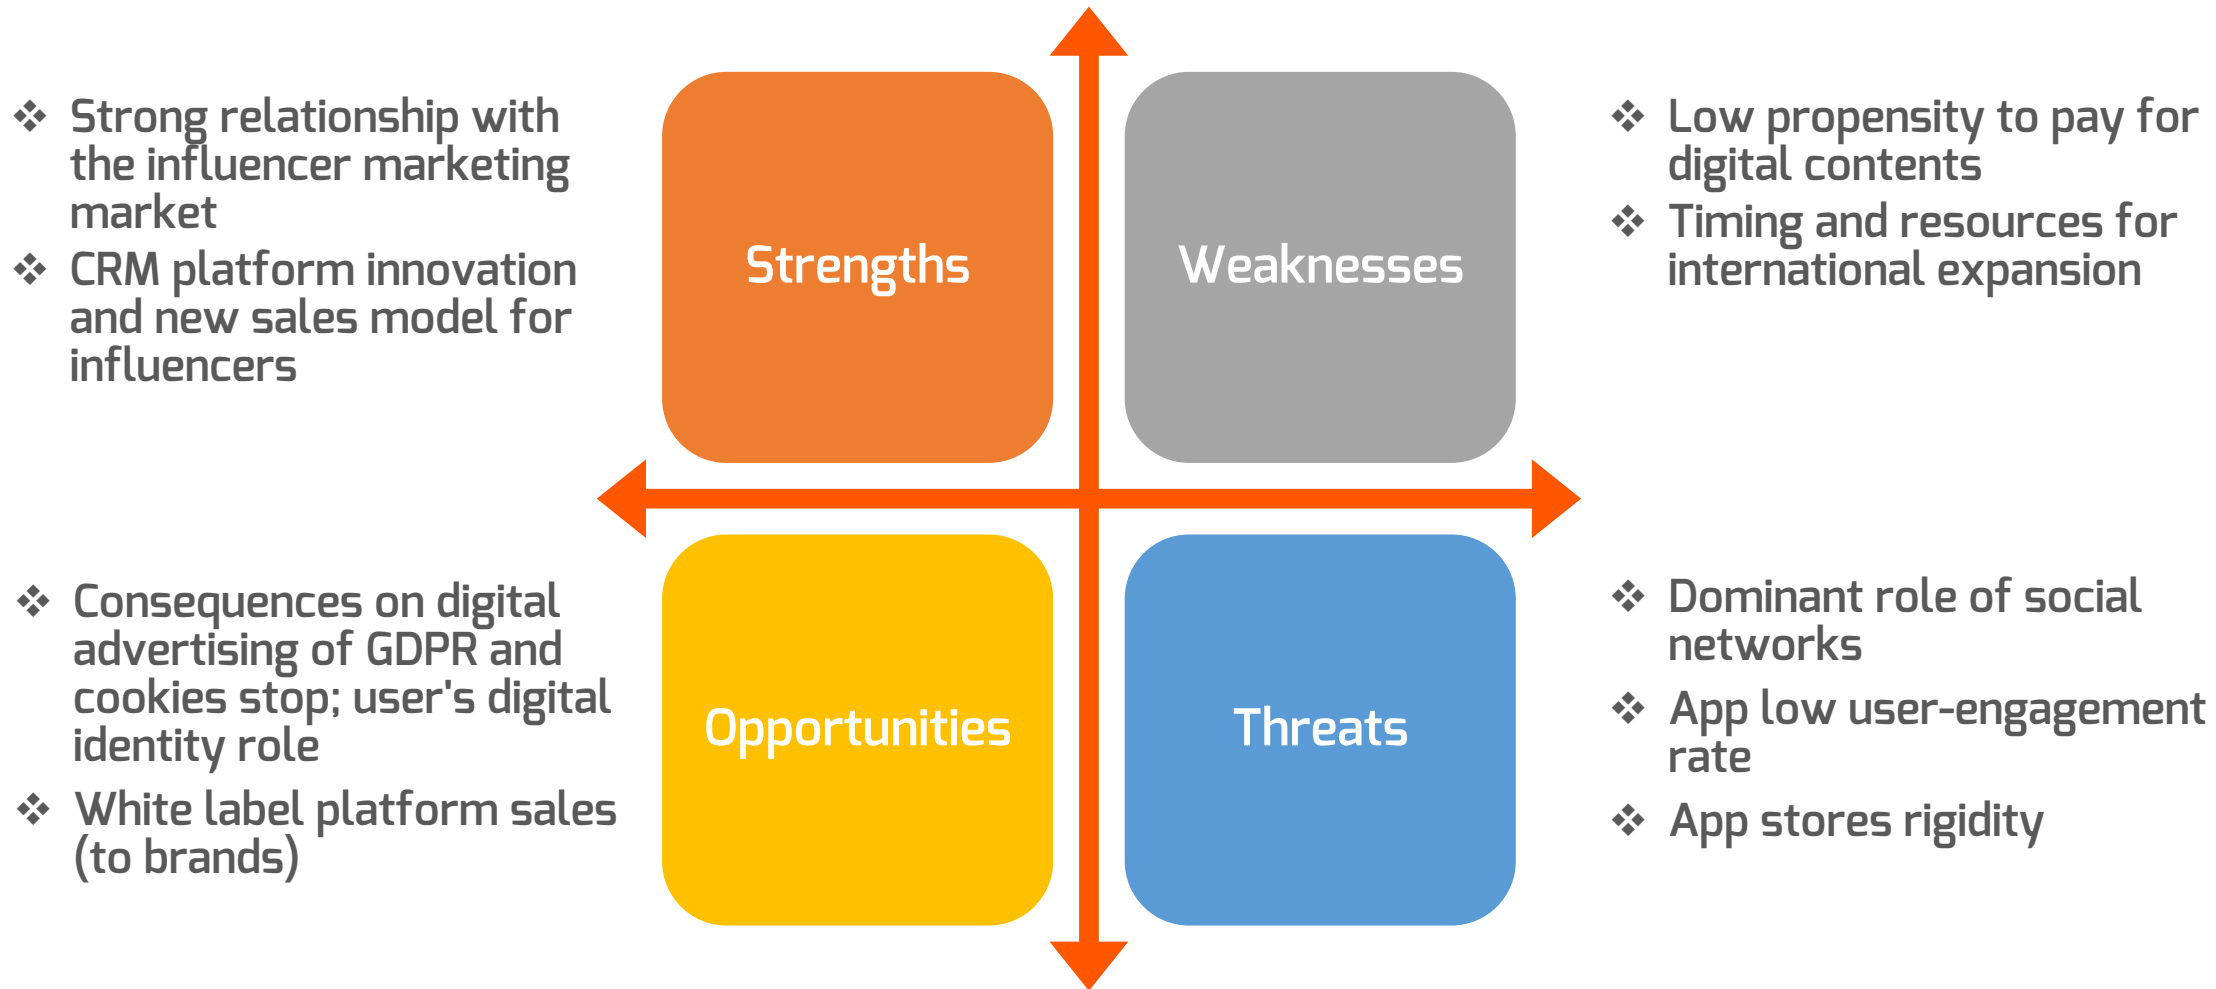 Strong relationship with
the influencer marketing
market
CRM platform innovation
and new sales model for
influencers
Strengths
Weaknesses
Low propensity to pay for
digital contents
Timing and resources for
international expansion
Consequences on digital
advertising of GDPR and
cookies stop; user's digital
identity role
White label platform sales
(to brands)
Opportunities
Threats
Dominant role of social
networks
App low user-engagement
rate
App stores rigidity